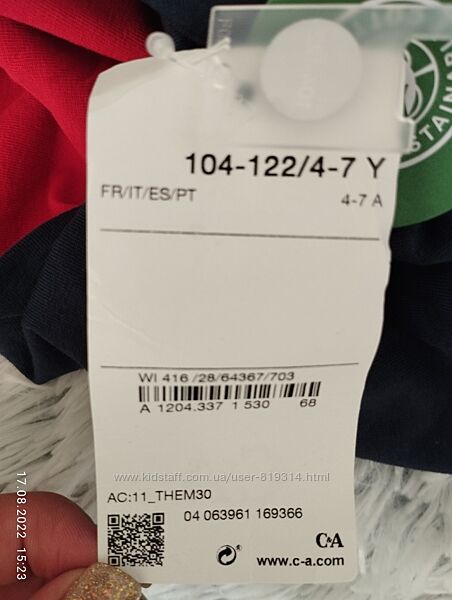 STAINAB
104-122/4-7 Y
FR/IT/ES/PT 4-7 A
WI 416 /28/64367/703
A 1204.337 1 530 68
www.kidstaff.com.ua/user-819314.html
AC:11_THEM30
04 063961 169366
C&A
www.c-a.com
17.08.2022 15:23